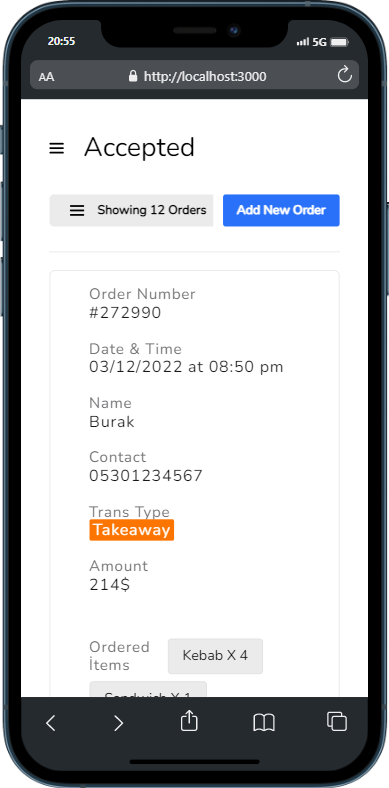 20:55
5G
AA
http://localhost:3000
Accepted
Showing 12 Orders
Add New Order
Order Number
#272990
Date & Time
03/12/2022 at 08:50 pm
Name
Burak
Contact
05301234567
Trans Type
Takeaway
Amount
214$
Ordered
İtems
Kebab X 4
Sandwich X 1